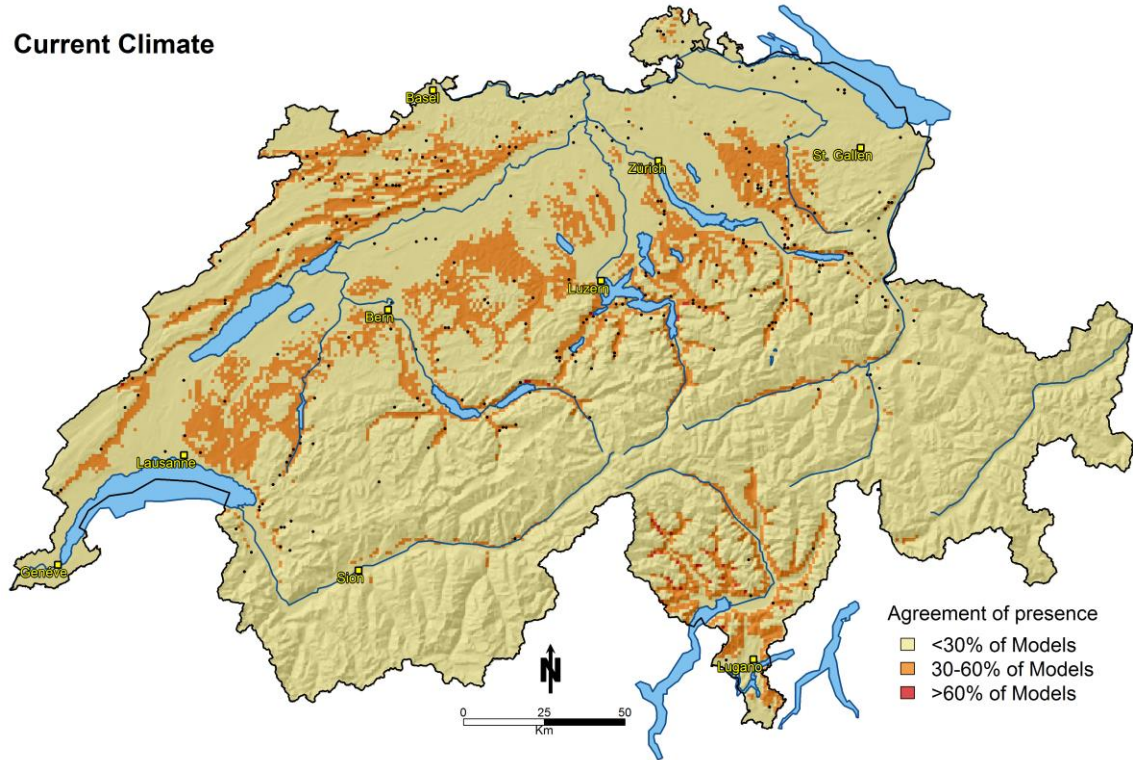 Current Climate
Basel
St. Gallen
Zürich
Luzern
Bern
Lausanne
Genéve
Sion
Lugano
N
0 25 50
Km
Agreement of presence
<30% of Models
30-60% of Models
>60% of Models